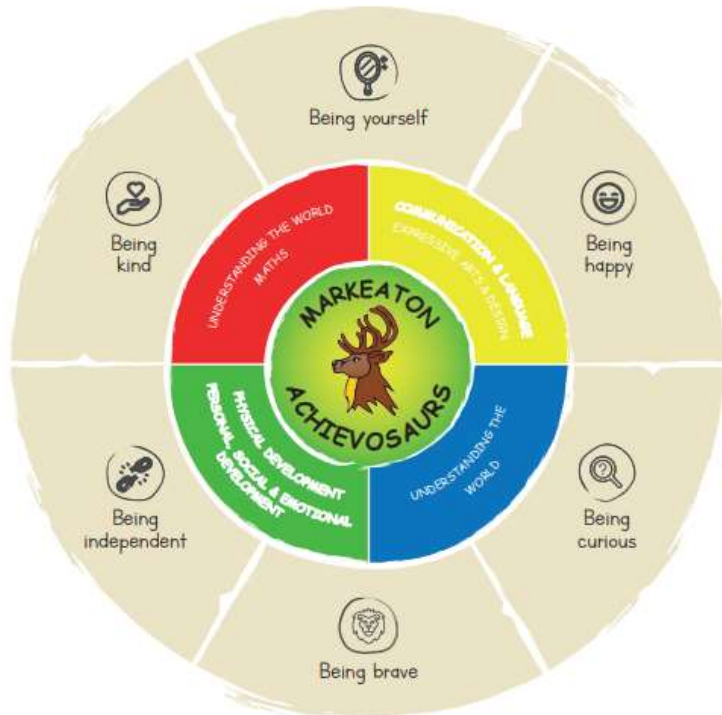 Being yourself
Being
kind
Being
happy
UNDERSTANDING THE WORLD
MATHS
COMMUNICATION & LANGUAGE
EXPRESSIVE ARTS & DESIGN
MARKEATON
ACHIEVOSAURS
PHYSICAL DEVELOPMENT
PERSONAL, SOCIAL & EMOTIONAL
DEVELOPMENT
UNDERSTANDING THE
WORLD
Being
independent
Being
curious
Being brave